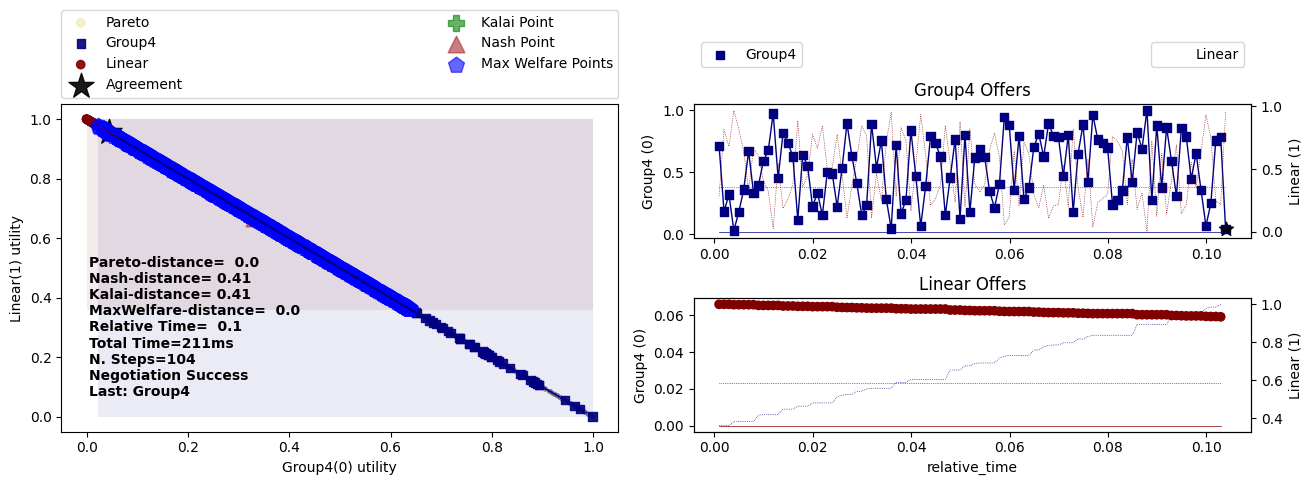 Pareto
Group4
Linear
Agreement
Kalai Point
Nash Point
Max Welfare Points
1.0
0.8
0.6
0.4
0.2
0.0
Linear(1) utility
Pareto-distance=  0.0
Nash-distance= 0.41
Kalai-distance= 0.41
MaxWelfare-distance=  0.0
Relative Time=  0.1
Total Time=211ms
N. Steps=104
Negotiation Success
Last: Group4
0.0 0.2 0.4 0.6 0.8 1.0
Group4(0) utility
Group4
Linear
Group4 Offers
1.0
0.5
0.0
Group4 (0)
1.0
0.5
0.0
Linear (1)
0.00 0.02 0.04 0.06 0.08 0.10
Linear Offers
0.06
0.04
0.02
0.00
Group4 (0)
1.0
0.8
0.6
0.4
Linear (1)
0.00 0.02 0.04 0.06 0.08 0.10
relative_time